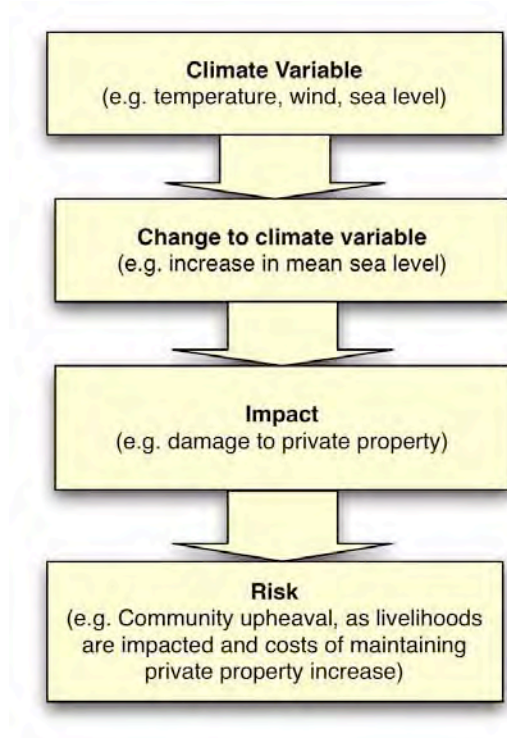 Climate Variable
(e.g. temperature, wind, sea level)
Change to climate variable
(e.g. increase in mean sea level)
Impact
(e.g. damage to private property)
Risk
(e.g. Community upheaval, as livelihoods
are impacted and costs of maintaining
private property increase)